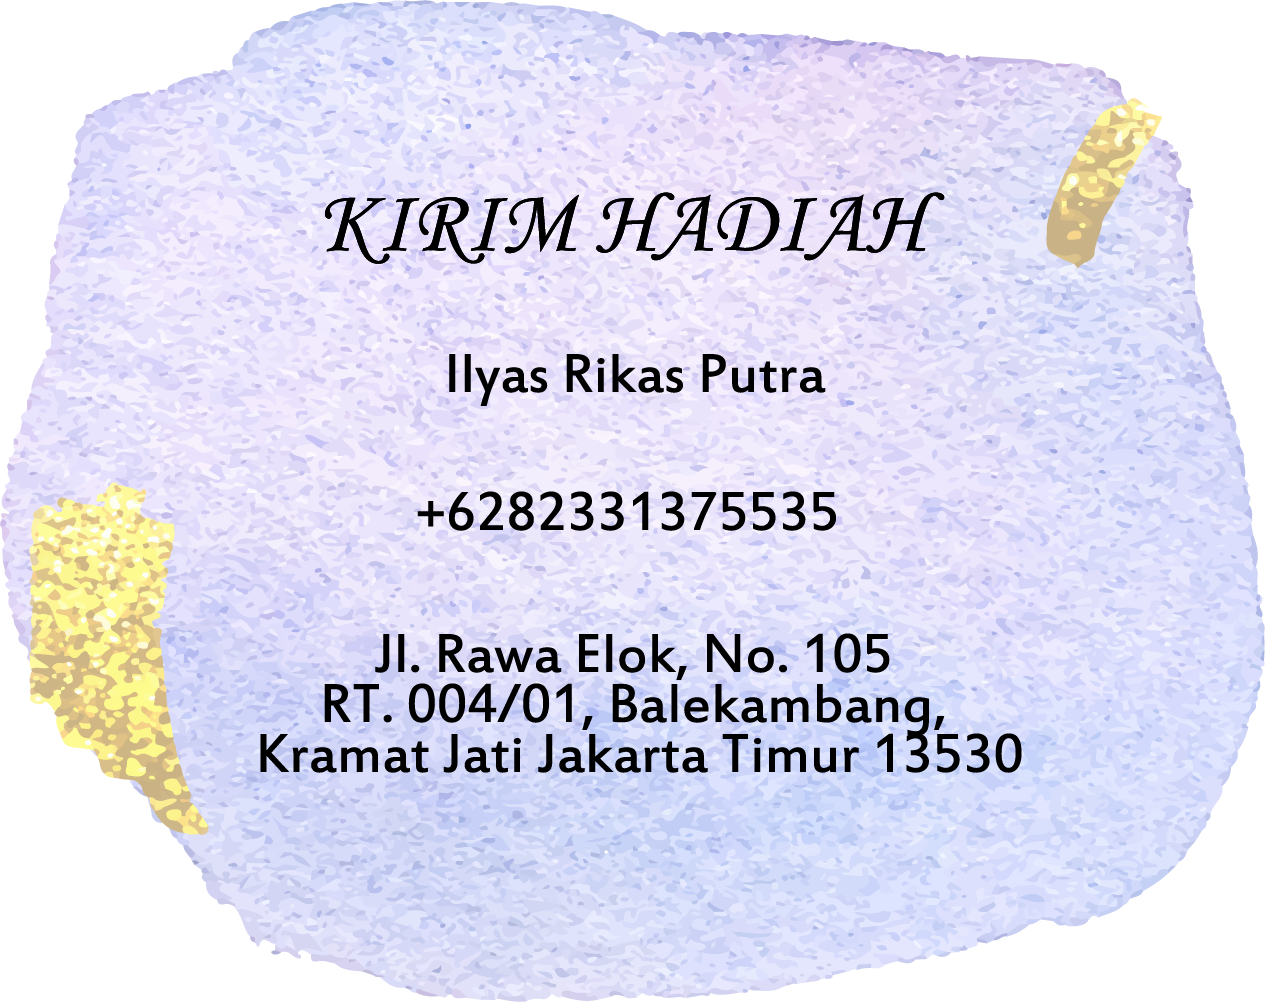 KIRIM HADIAH
Ilyas Rikas Putra
+6282331375535
Jl. Rawa Elok, No. 105
RT. 004/01, Balekambang,
Kramat Jati Jakarta Timur 13530